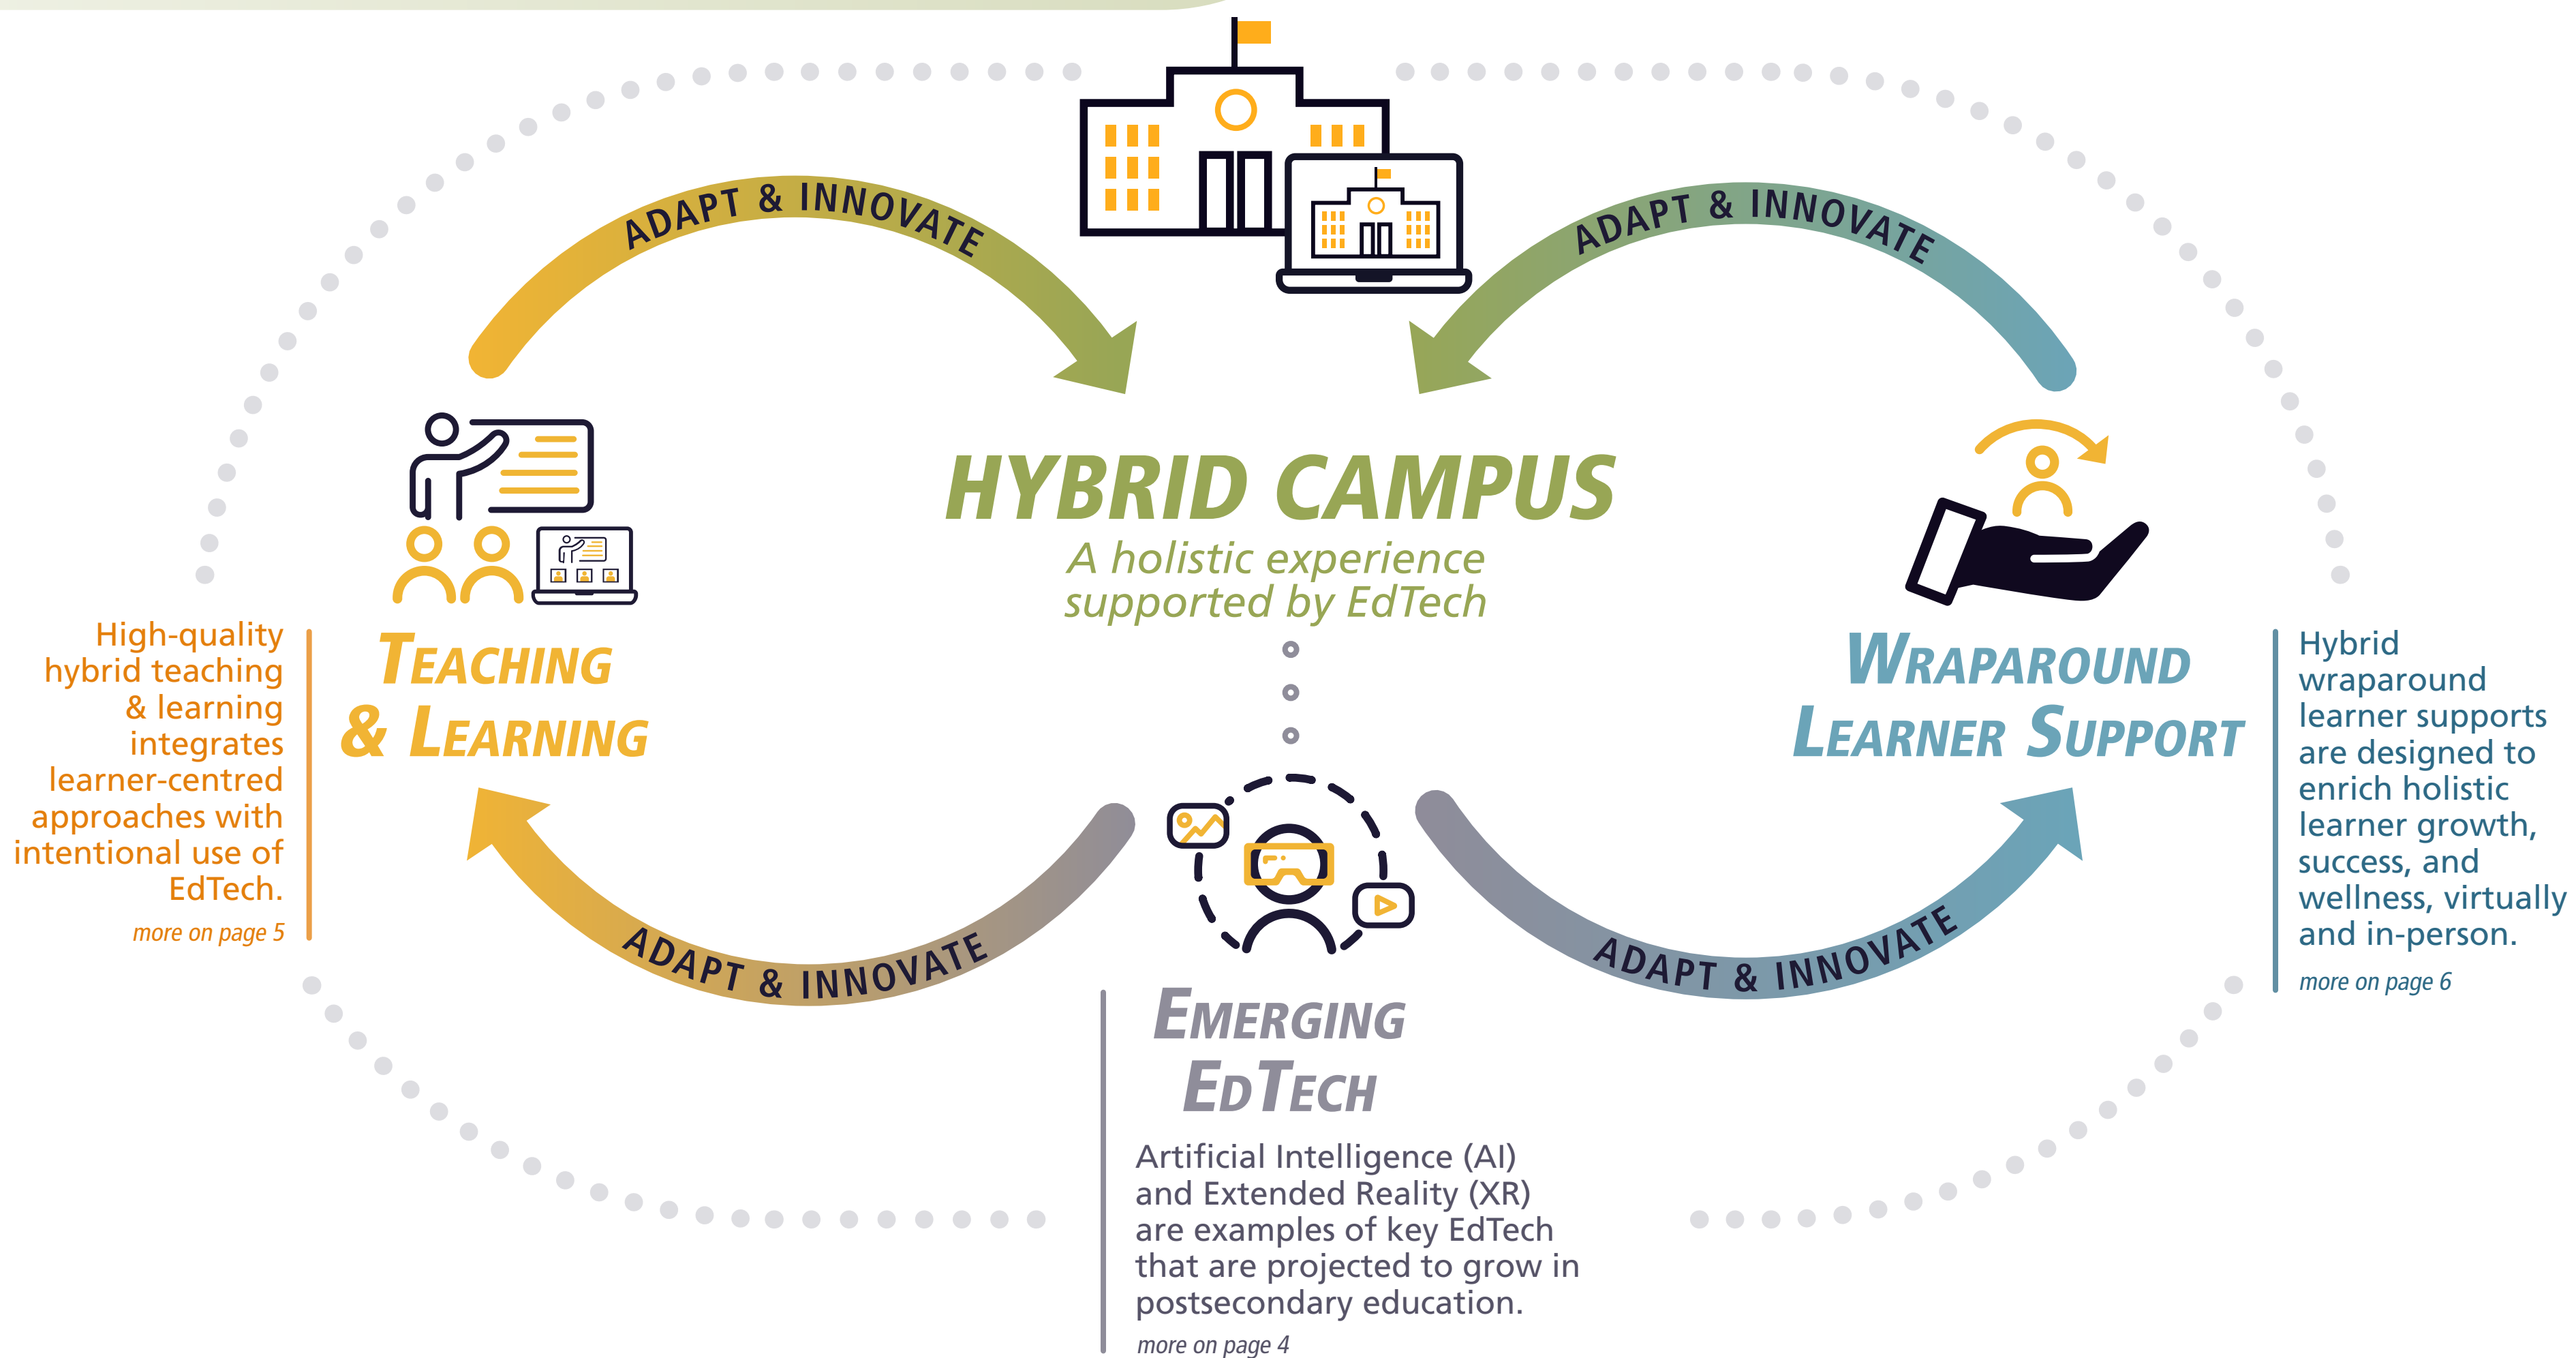 ADAPT & INNOVATE
ADAPT & INNOVATE
HYBRID CAMPUS
A holistic experience
supported by EdTech
TEACHING
& LEARNING
High-quality
hybrid teaching
& learning
integrates
learner-centred
approaches with
intentional use of
EdTech.
more on page 5
WRAPAROUND
LEARNER SUPPORT
Hybrid
wraparound
learner supports
are designed to
enrich holistic
learner growth,
success, and
wellness, virtually
and in-person.
more on page 6
ADAPT & INNOVATE
ADAPT & INNOVATE
EMERGING
EDTECH
Artificial Intelligence (AI)
and Extended Reality (XR)
are examples of key EdTech
that are projected to grow in
postsecondary education.
more on page 4